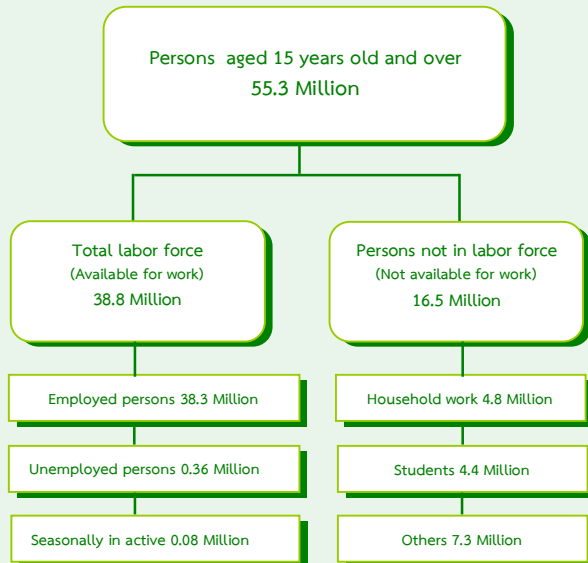 Persons aged 15 years old and over
55.3 Million
Total labor force
(Available for work)
38.8 Million
Persons not in labor force
(Not available for work)
16.5 Million
Employed persons 38.3 Million
Household work 4.8 Million
Unemployed persons 0.36 Million
Students 4.4 Million
Seasonally in active 0.08 Million
Others 7.3 Million